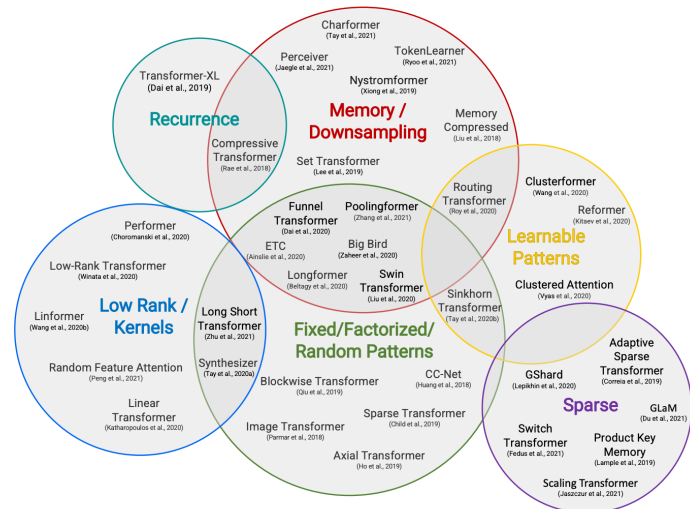 Charformer
(Tay et al., 2021)
Perceiver
(Jaegle et al., 2021)
TokenLearner
(Ryoo et al., 2021)
Transformer-XL
(Dai et al., 2019)
Nystromformer
(Xiong et al., 2019)
Recurrence
Memory /
Downsampling
Memory
Compressed
(Liu et al., 2018)
Compressive
Transformer
(Rae et al., 2018)
Set Transformer
(Lee et al., 2019)
Routing
Transformer
(Roy et al., 2020)
Clusterformer
(Wang et al., 2020)
Reformer
(Kitaev et al., 2020)
Learnable
Patterns
Clustered Attention
(Vyas et al., 2020)
Funnel
Transformer
(Dai et al., 2020)
Poolingformer
(Zhang et al., 2021)
ETC
(Ainslie et al., 2020)
Big Bird
(Zaheer et al., 2020)
Longformer
(Beltagy et al., 2020)
Swin
Transformer
(Liu et al., 2020)
Sinkhorn
Transformer
(Tay et al., 2020b)
Performer
(Choromanski et al., 2020)
Low-Rank Transformer
(Winata et al., 2020)
Linformer
(Wang et al., 2020b)
Low Rank /
Kernels
Long Short
Transformer
(Zhu et al., 2021)
Fixed/Factorized/
Random Patterns
Random Feature Attention
(Peng et al., 2021)
Synthesizer
(Tay et al., 2020a)
Linear
Transformer
(Katharopoulos et al., 2020)
Blockwise Transformer
(Qiu et al., 2019)
CC-Net
(Huang et al., 2018)
Sparse Transformer
(Child et al., 2019)
Image Transformer
(Parmar et al., 2018)
Axial Transformer
(Ho et al., 2019)
Adaptive
Sparse
Transformer
(Correia et al., 2019)
GShard
(Lepikhin et al., 2020)
Sparse
GLaM
(Du et al., 2021)
Switch
Transformer
(Fedus et al., 2021)
Product Key
Memory
(Lample et al., 2019)
Scaling Transformer
(Jaszczur et al., 2021)